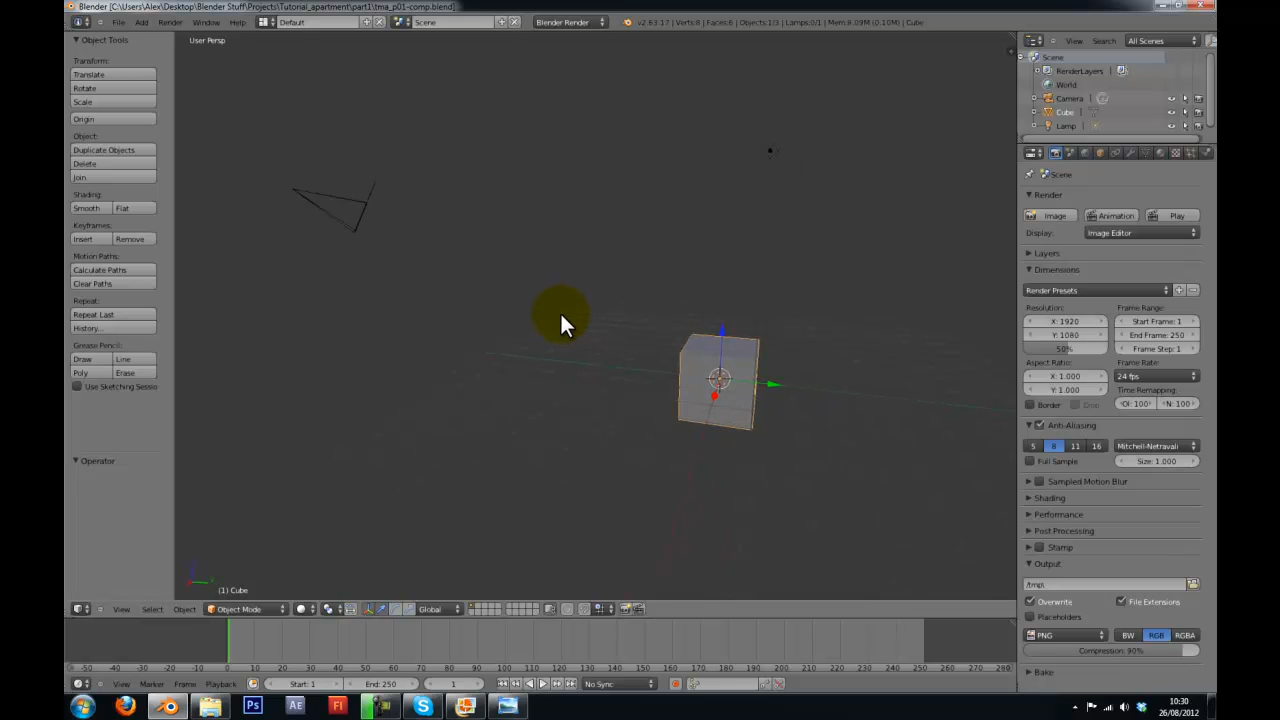 Blender [C:\Users\Alex\Desktop\Blender Stuff\Projects\Tutorial_apartment\part1\tma_p01-comp.blend]
File Add Render Window Help Default Scene Blender Render v2.63.17 | Verts:8 | Faces:6 | Objects:1/3 | Lamps:0/1 | Mem:8.09M (0.10M) | Cube
Object Tools
User Persp
View Search All Scenes
Transform:
Translate
Rotate
Scale
Origin
Object:
Duplicate Objects
Delete
Join
Shading:
Smooth Flat
Keyframes:
Insert Remove
Motion Paths:
Calculate Paths
Clear Paths
Repeat:
Repeat Last
History...
Grease Pencil:
Draw Line
Poly Erase
Use Sketching Sessio
Operator
Scene
RenderLayers
World
Camera
Cube
Lamp
Scene
Render
Image Animation Play
Display: Image Editor
Layers
Dimensions
Render Presets
Resolution: Frame Range:
X: 1920 Start Frame: 1
Y: 1080 End Frame: 250
50% Frame Step: 1
Aspect Ratio: Frame Rate:
X: 1.000 24 fps
Y: 1.000 Time Remapping:
Border Crop Ol: 100 N: 100
Anti-Aliasing
5 8 11 16 Mitchell-Netravali
Full Sample Size: 1.000
Sampled Motion Blur
Shading
Performance
Post Processing
Stamp
Output
/tmp\
Overwrite File Extensions
Placeholders
PNG BW RGB RGBA
Compression: 90%
Bake
(1) Cube
View Select Object Object Mode Global
-50 -40 -30 -20 -10 0 10 20 30 40 50 60 70 80 90 100 110 120 130 140 150 160 170 180 190 200 210 220 230 240 250 260 270 280 290 300
View Marker Frame Playback Start: 1 End: 250 1 No Sync
Ps Ae Fl
10:30
26/08/2012